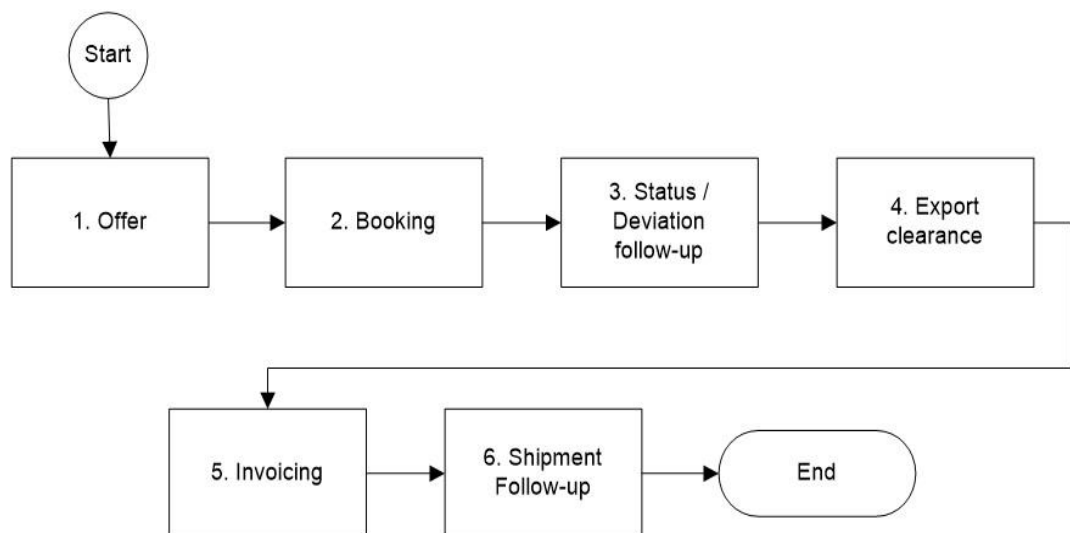 Start
1. Offer
2. Booking
3. Status /
Deviation
follow-up
4. Export
clearance
5. Invoicing
6. Shipment
Follow-up
End